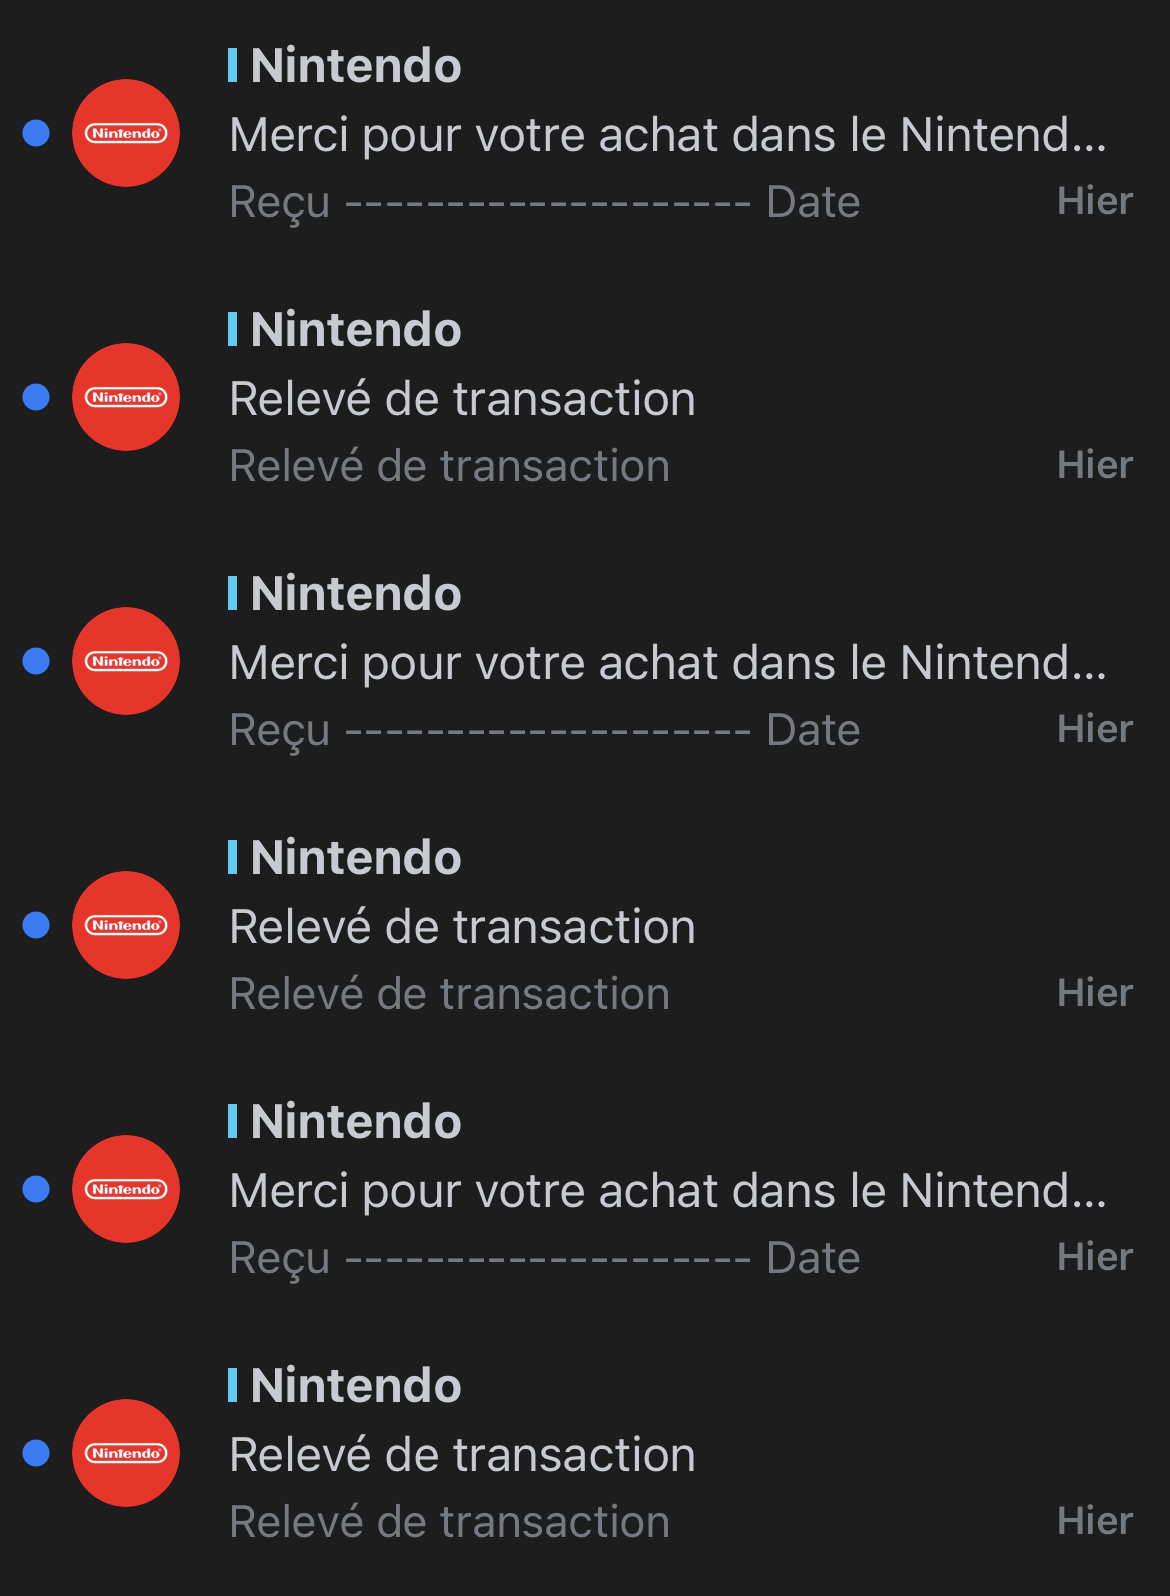 Nintendo
Nintendo
Merci pour votre achat dans le Nintend...
Reçu -------------------- Date
Hier
Nintendo
Nintendo
Relevé de transaction
Relevé de transaction
Hier
Nintendo
Nintendo
Merci pour votre achat dans le Nintend...
Reçu -------------------- Date
Hier
Nintendo
Nintendo
Relevé de transaction
Relevé de transaction
Hier
Nintendo
Nintendo
Merci pour votre achat dans le Nintend...
Reçu -------------------- Date
Hier
Nintendo
Nintendo
Relevé de transaction
Relevé de transaction
Hier